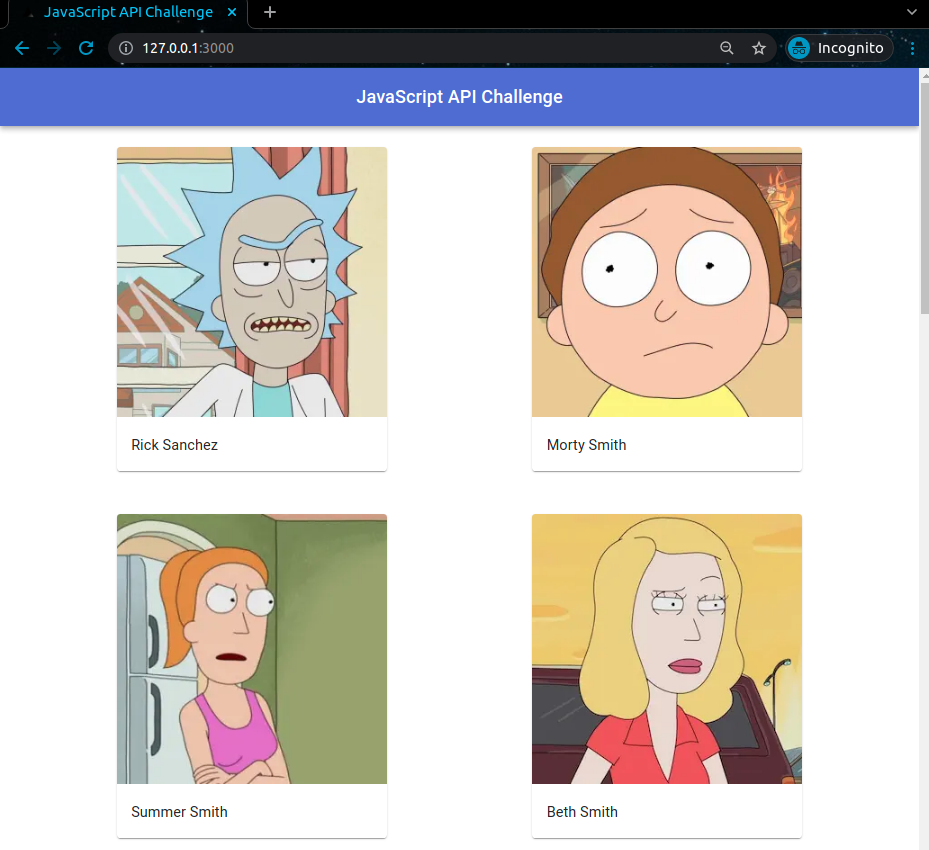 JavaScript API Challenge
127.0.0.1:3000
Incognito
JavaScript API Challenge
Rick Sanchez
Morty Smith
Summer Smith
Beth Smith